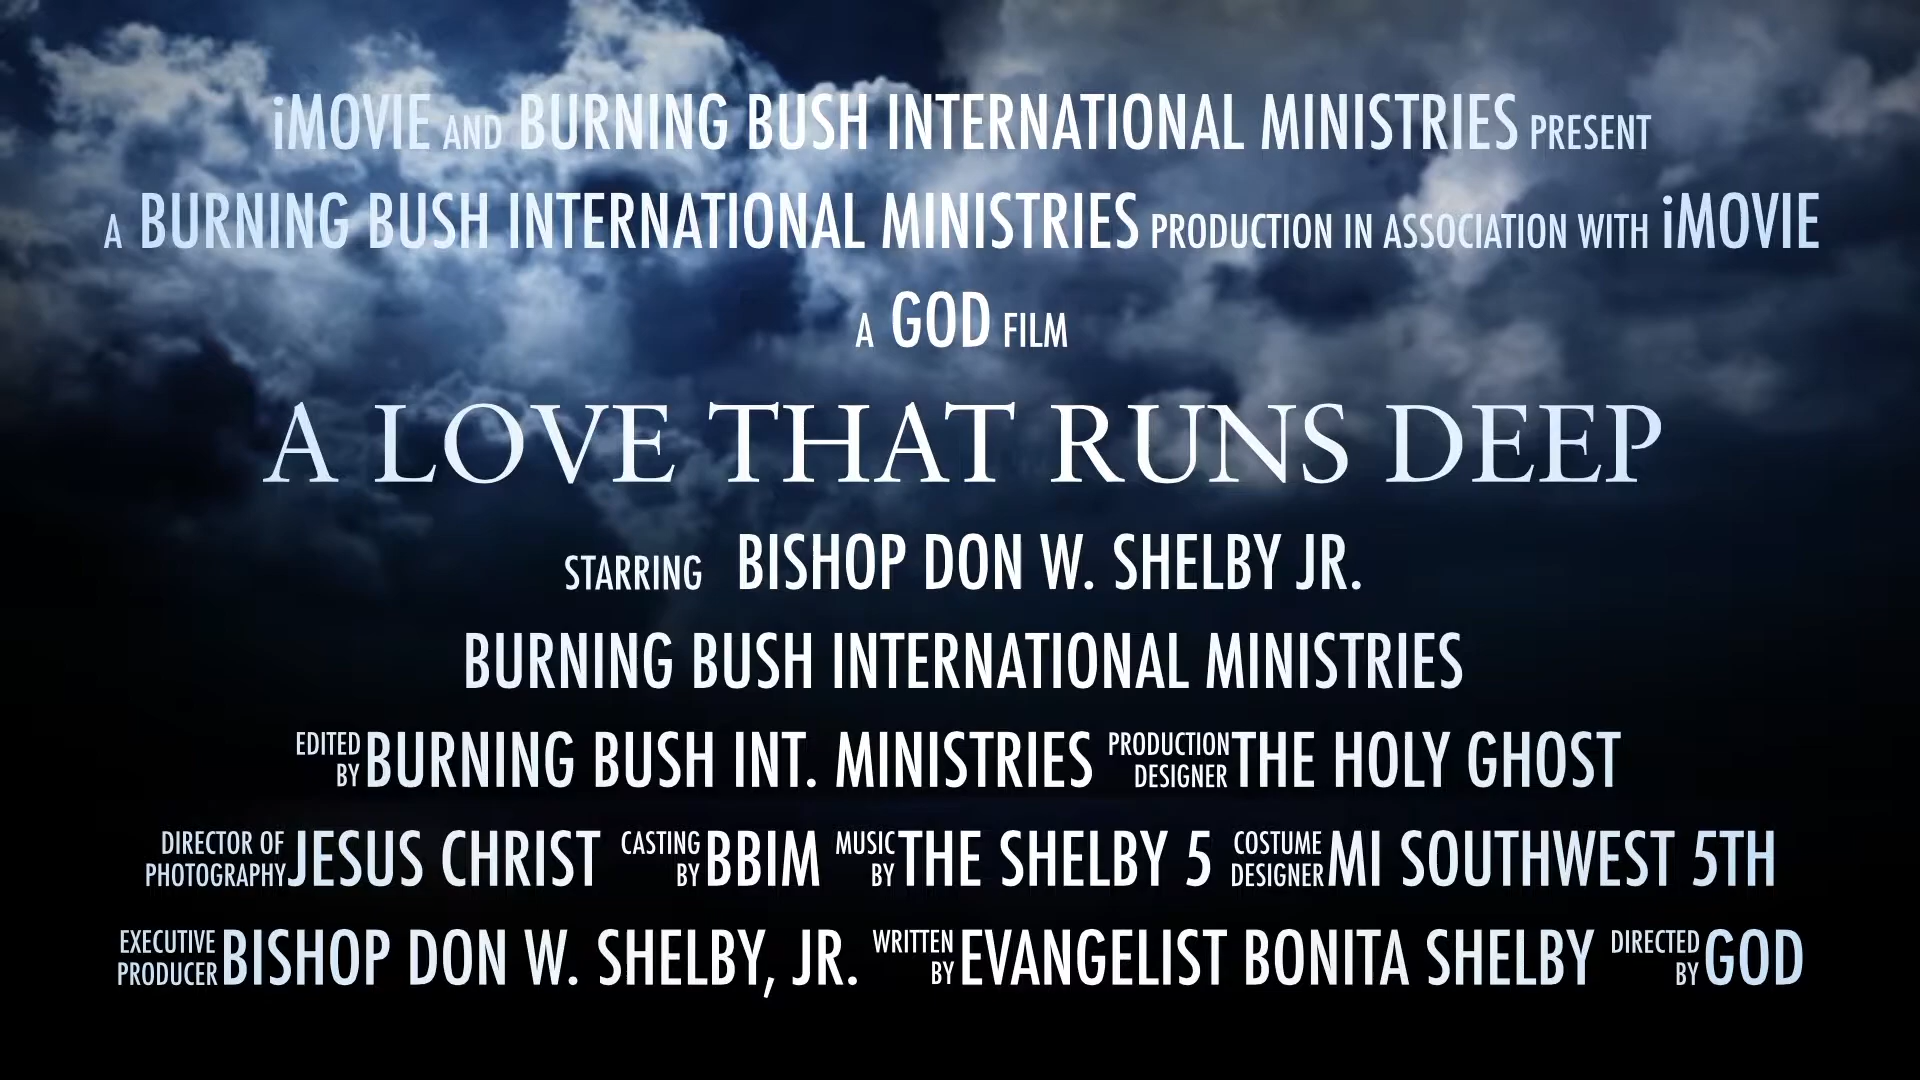 iMOVIE AND BURNING BUSH INTERNATIONAL MINISTRIES PRESENT
A BURNING BUSH INTERNATIONAL MINISTRIES PRODUCTION IN ASSOCIATION WITH iMOVIE
A GOD FILM
A LOVE THAT RUNS DEEP
STARRING BISHOP DON W. SHELBY JR.
BURNING BUSH INTERNATIONAL MINISTRIES
EDITED BY BURNING BUSH INT. MINISTRIES PRODUCTION DESIGNER THE HOLY GHOST
DIRECTOR OF PHOTOGRAPHY JESUS CHRIST CASTING BY BBIM MUSIC BY THE SHELBY 5 COSTUME DESIGNER MI SOUTHWEST 5TH
EXECUTIVE PRODUCER BISHOP DON W. SHELBY, JR. WRITTEN BY EVANGELIST BONITA SHELBY DIRECTED BY GOD